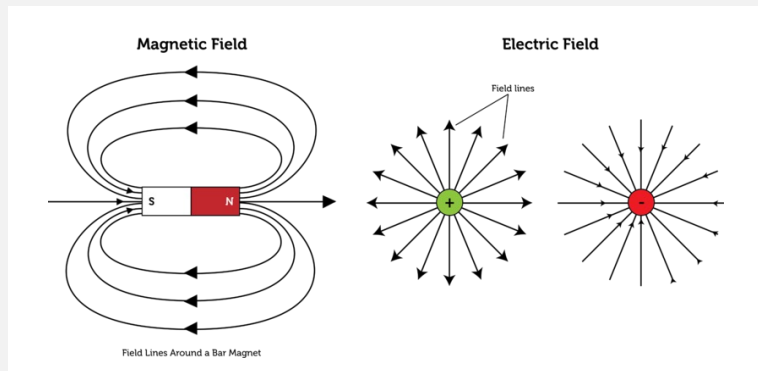 Magnetic Field
Electric Field
Field lines
S
N
+
-
Field Lines Around a Bar Magnet